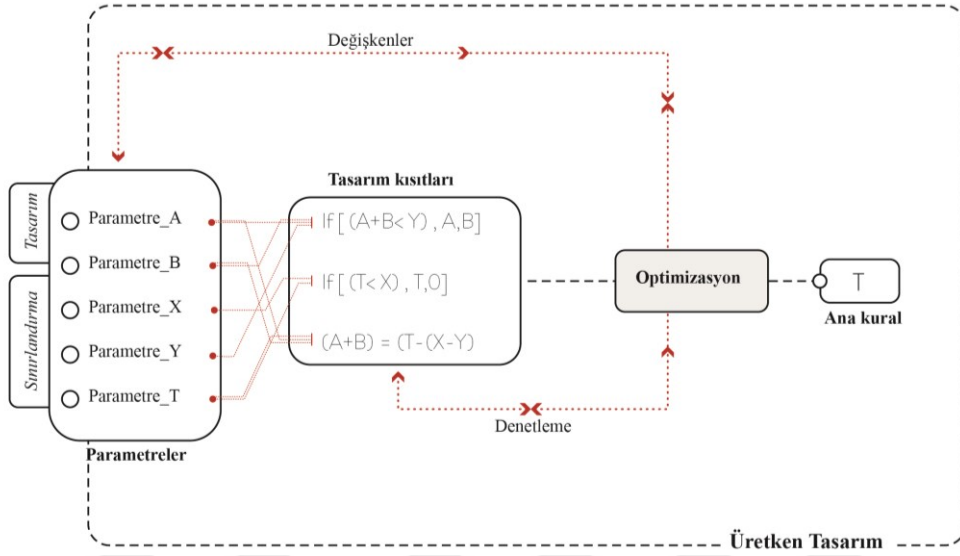 Değişkenler
Tasarım kısıtları
Tasarım
Sınırlandırma
Parametre_A
Parametre_B
Parametre_X
Parametre_Y
Parametre_T
Parametreler
If[(A+B<Y), A,B]
If[(T<X), T,0]
(A+B) = (T-(X-Y)
Optimizasyon
T
Ana kural
Denetleme
Üretken Tasarım